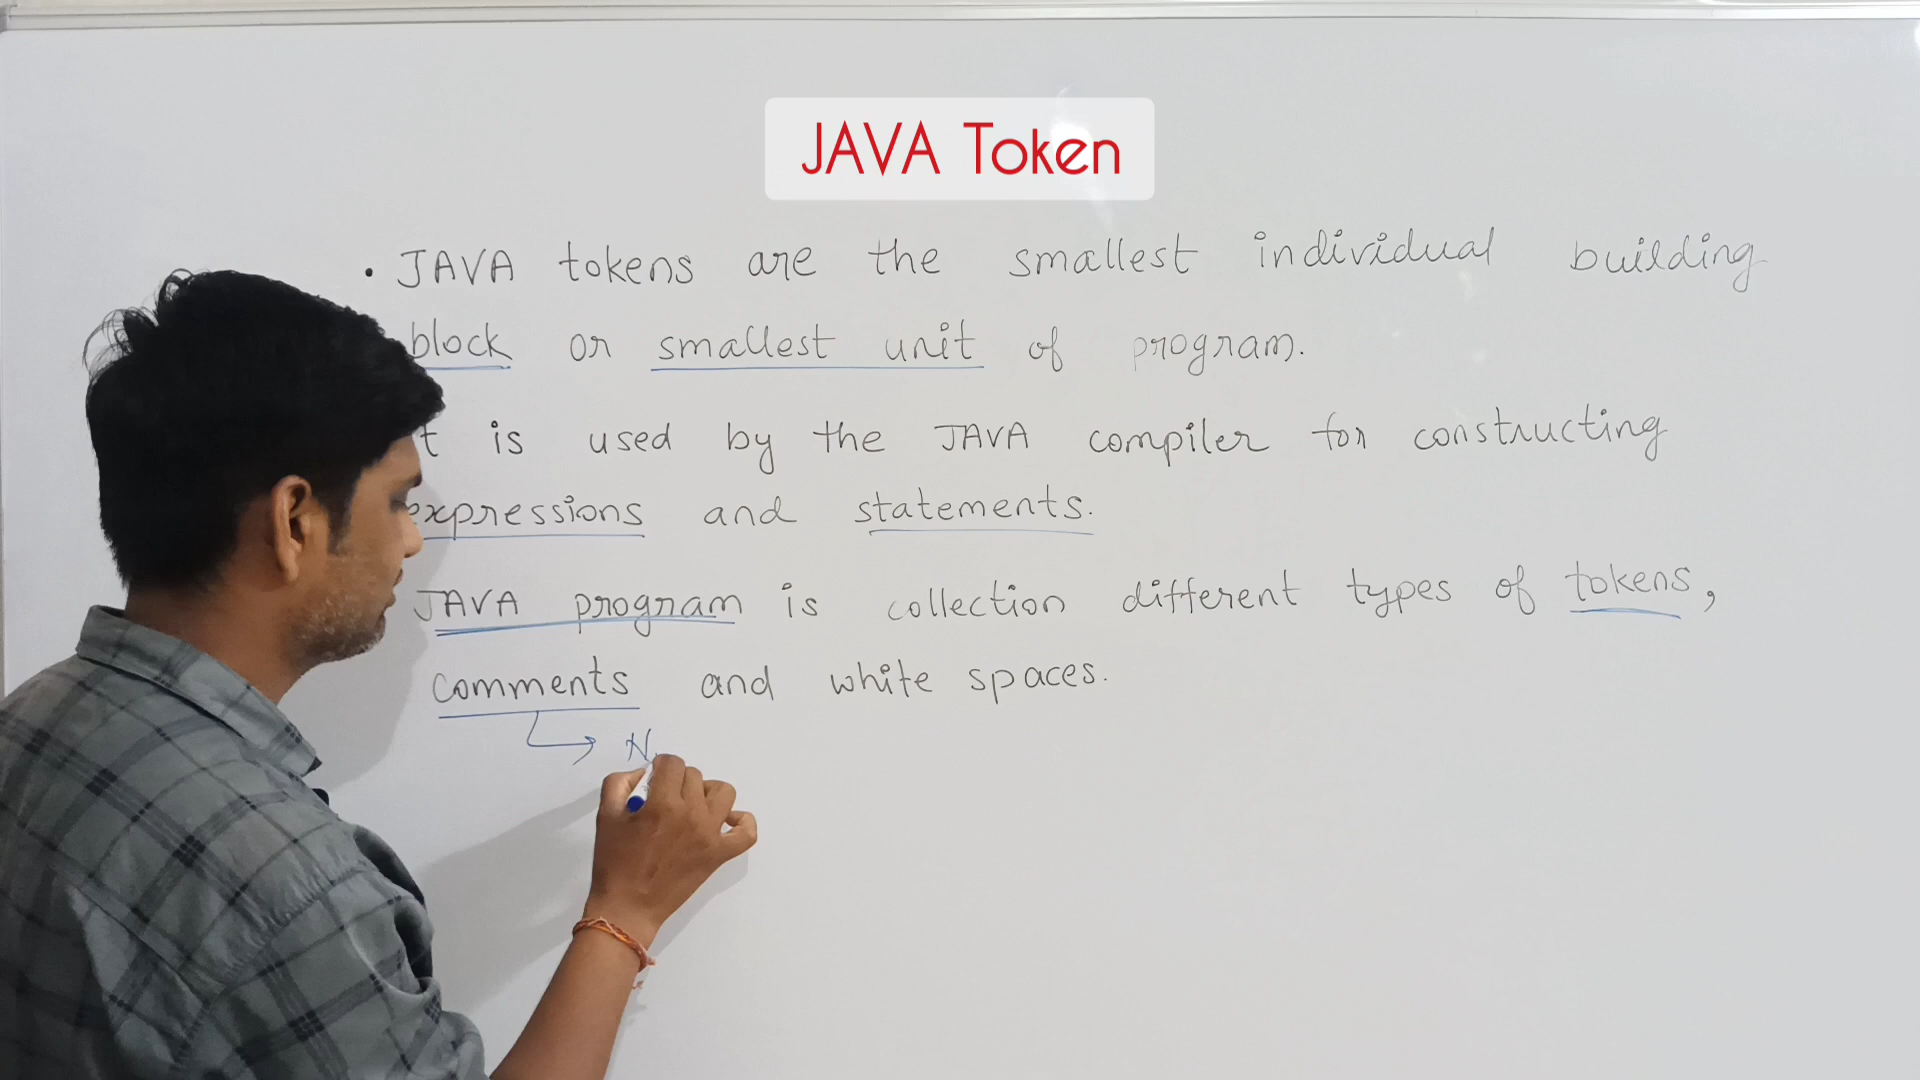 JAVA Token
• JAVA tokens are the smallest individual building
block or smallest unit of program.
is used by the JAVA compiler for constructing
expressions and statements.
JAVA program is collection different types of tokens,
comments and white spaces.
N